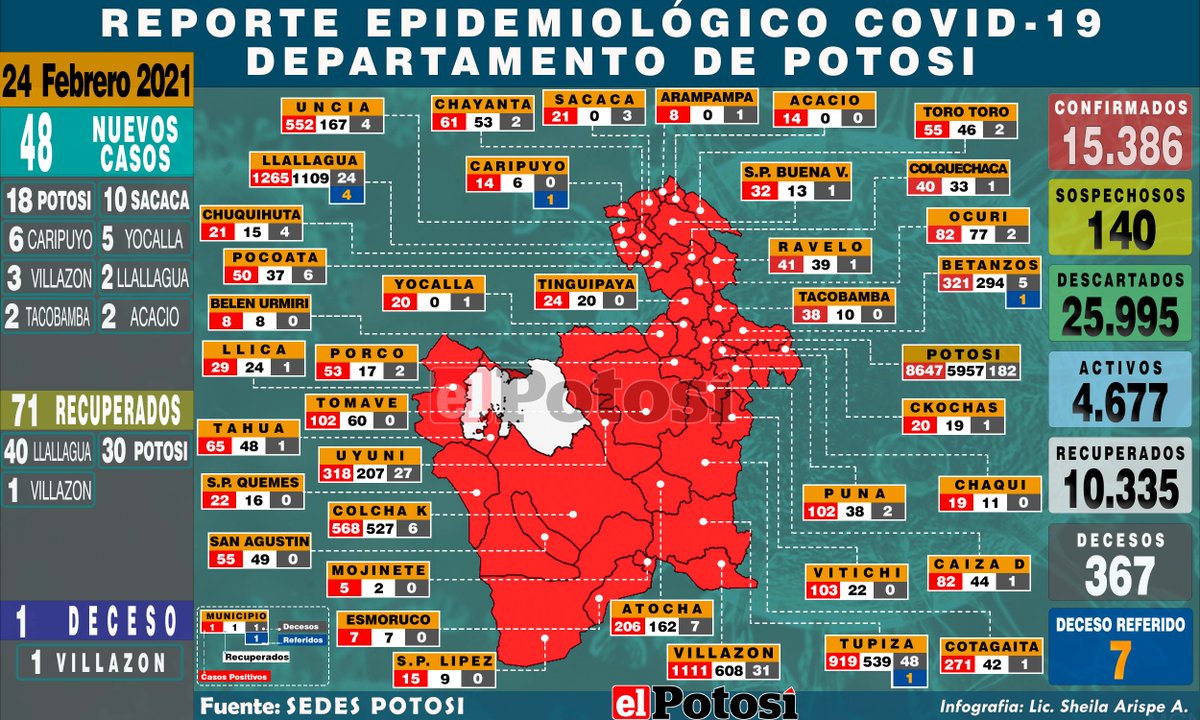 REPORTE EPIDEMIOLÓGICO COVID-19
DEPARTAMENTO DE POTOSI
24 Febrero 2021
48 NUEVOS CASOS
18 POTOSI 10 SACACA
6 CARIPUYO 5 YOCALLA
3 VILLAZON 2 LLALLAGUA
2 TACOBAMBA 2 ACACIO
71 RECUPERADOS
40 LLALLAGUA 30 POTOSI
1 VILLAZON
1 DECESO
1 VILLAZON
UNCIA
552 167 4
CHAYANTA
61 53 2
SACACA
21 0 3
ARAMPAMPA
8 0 1
ACACIO
14 0 0
TORO TORO
55 46 2
LLALLAGUA
1265 1109 24
4
CARIPUYO
14 6 0
1
S.P. BUENA V.
32 13 1
COLQUECHACA
40 33 1
CHUQUIHUTA
21 15 4
OCURI
82 77 2
POCOATA
50 37 6
RAVELO
41 39 1
BETANZOS
321 294 5
1
YOCALLA
20 0 1
TINGUIPAYA
24 20 0
TACOBAMBA
38 10 0
BELEN URMIRI
8 8 0
LLICA
29 24 1
PORCO
53 17 2
POTOSI
8647 5957 182
TOMAVE
102 60 0
CKOCHAS
20 19 1
TAHUA
65 48 1
UYUNI
318 207 27
S.P. QUEMES
22 16 0
PUNA
102 38 2
CHAQUI
19 11 0
COLCHA K
568 527 6
SAN AGUSTIN
55 49 0
MOJINETE
5 2 0
VITICHI
103 22 0
CAIZA D
82 44 1
ESMORUCO
7 7 0
ATOCHA
206 162 7
S.P. LIPEZ
15 9 0
VILLAZON
1111 608 31
TUPIZA
919 539 48
1
COTAGAITA
271 42 1
el Potosí
MUNICIPIO
1 1 1 Decesos
1 Referidos
Recuperados
Casos Positivos
CONFIRMADOS
15.386
SOSPECHOSOS
140
DESCARTADOS
25.995
ACTIVOS
4.677
RECUPERADOS
10.335
DECESOS
367
DECESO REFERIDO
7
Fuente: SEDES POTOSI
el Potosí
Infografia: Lic. Sheila Arispe A.